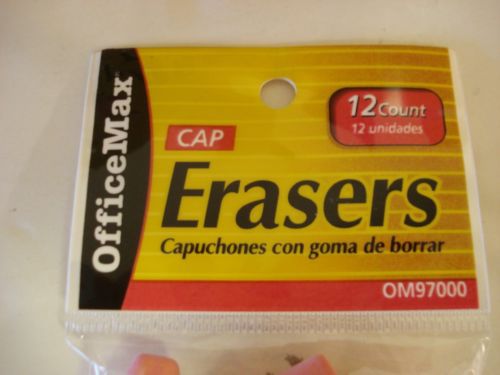 OfficeMax
12 Count
12 unidades
CAP
Erasers
Capuchones con goma de borrar
OM97000